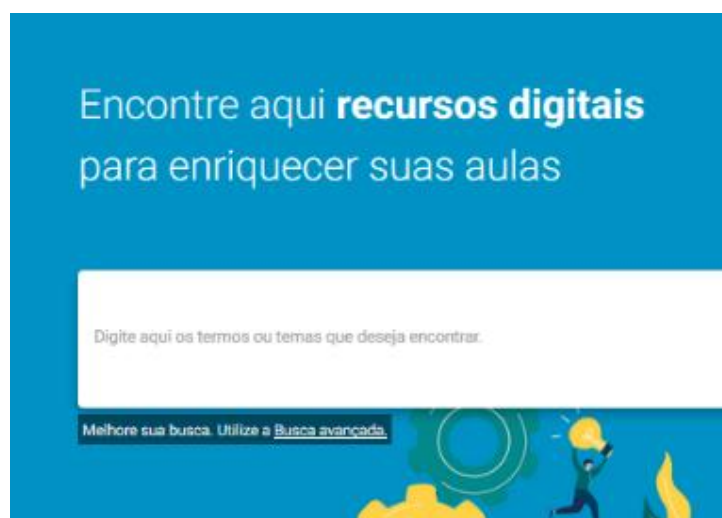 Encontre aqui recursos digitais
para enriquecer suas aulas
Digite aqui os termos ou temas que deseja encontrar.
Melhore sua busca. Utilize a Busca avançada.